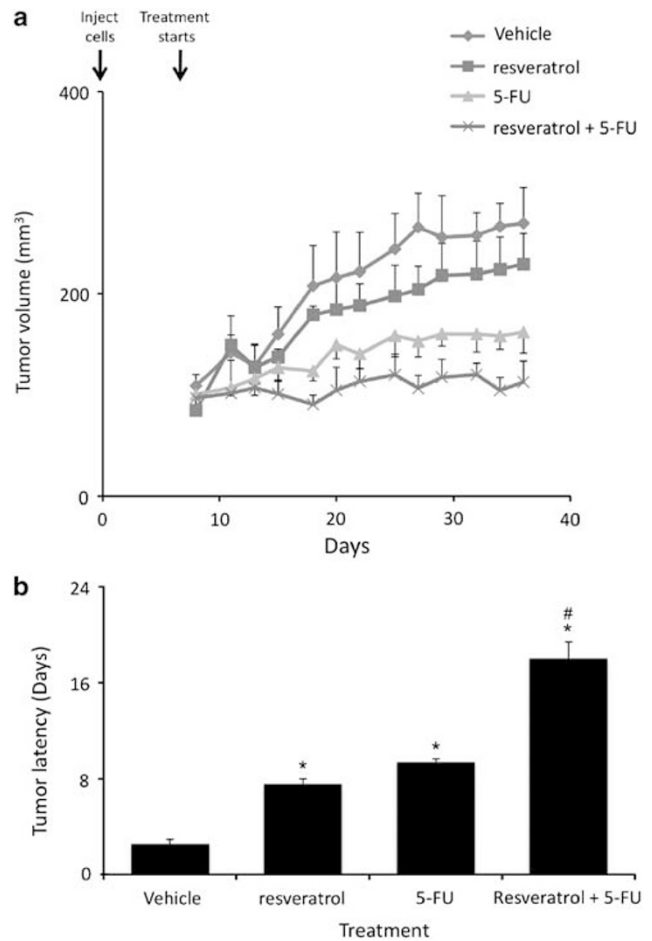 a
Inject
cells
Treatment
starts
Vehicle
resveratrol
5-FU
resveratrol + 5-FU
400
200
0
Tumor volume (mm³)
0 10 20 30 40
Days
b
24
16
8
0
Tumor latency (Days)
*
*
#
*
Vehicle resveratrol 5-FU Resveratrol + 5-FU
Treatment